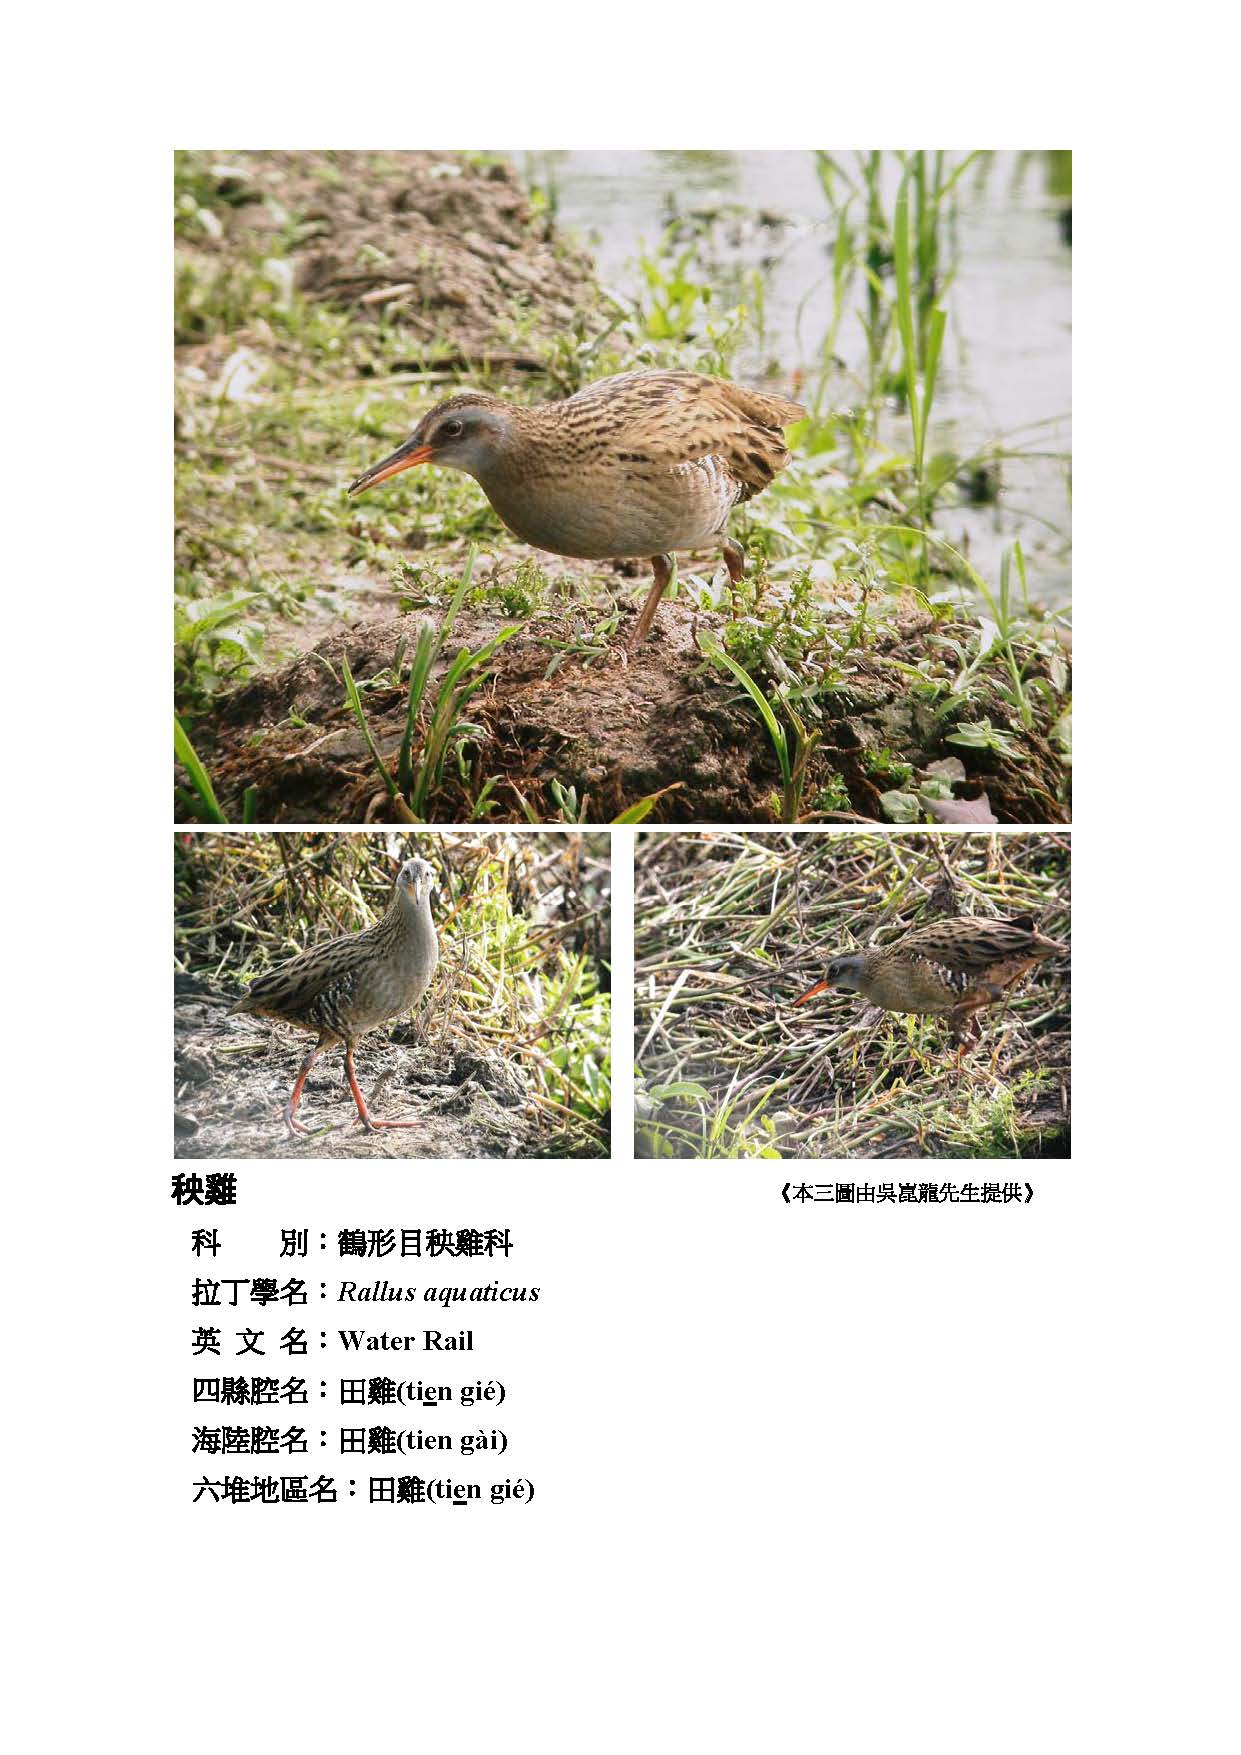 秧雞 《本三圖由吳崑龍先生提供》
科 別：鶴形目秧雞科
拉丁學名：Rallus aquaticus
英 文 名：Water Rail
四縣腔名：田雞(tien gié)
海陸腔名：田雞(tien gài)
六堆地區名：田雞(tien gié)